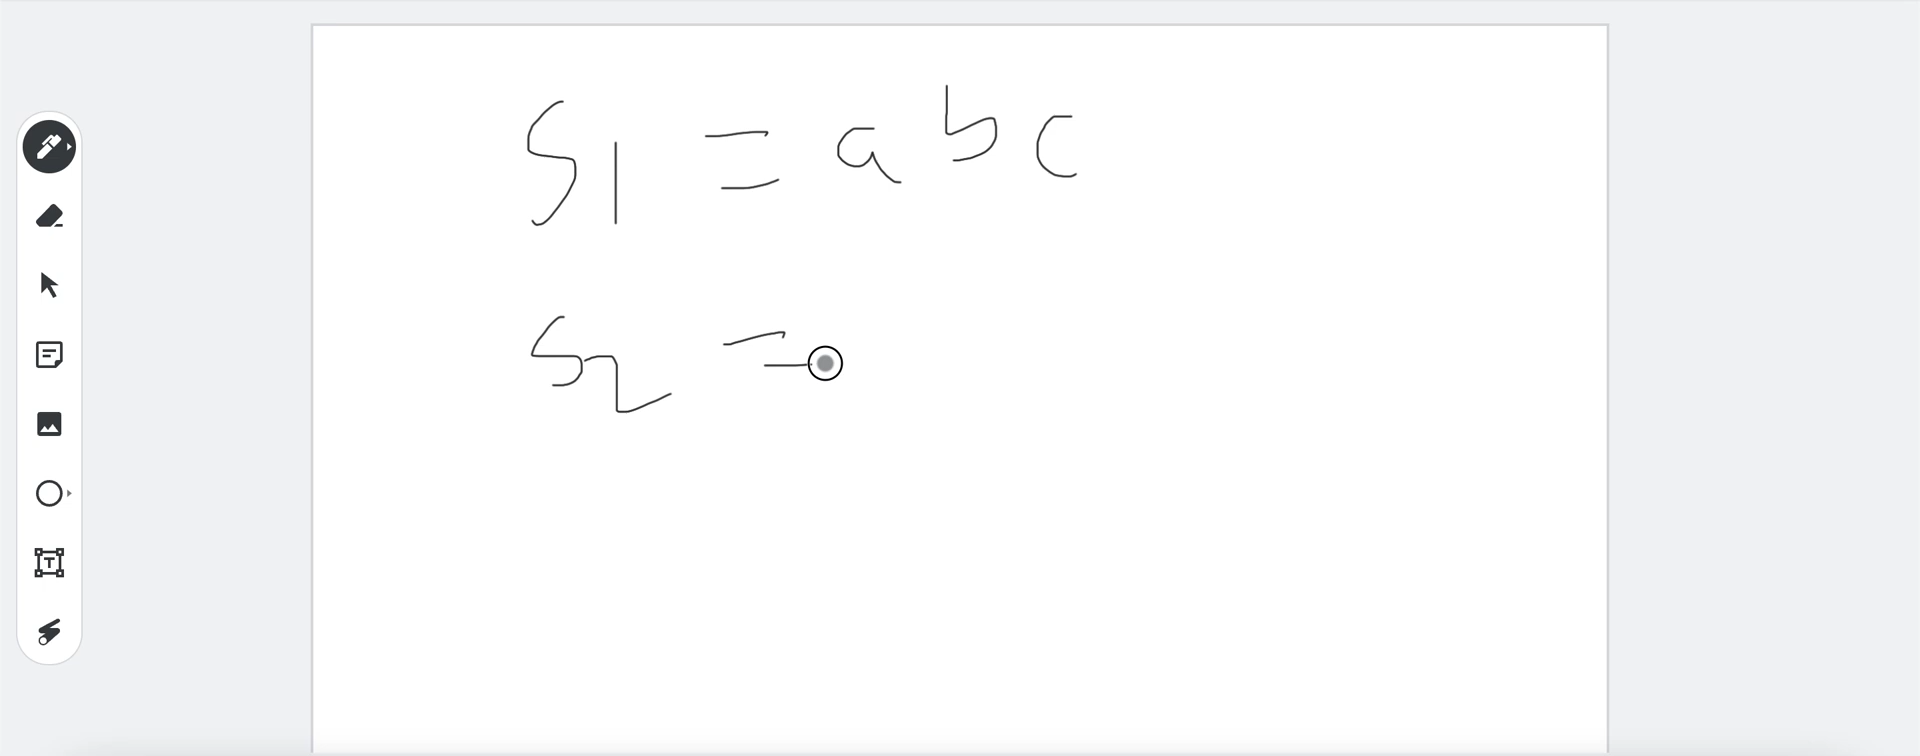 S1 = abc
S2 =